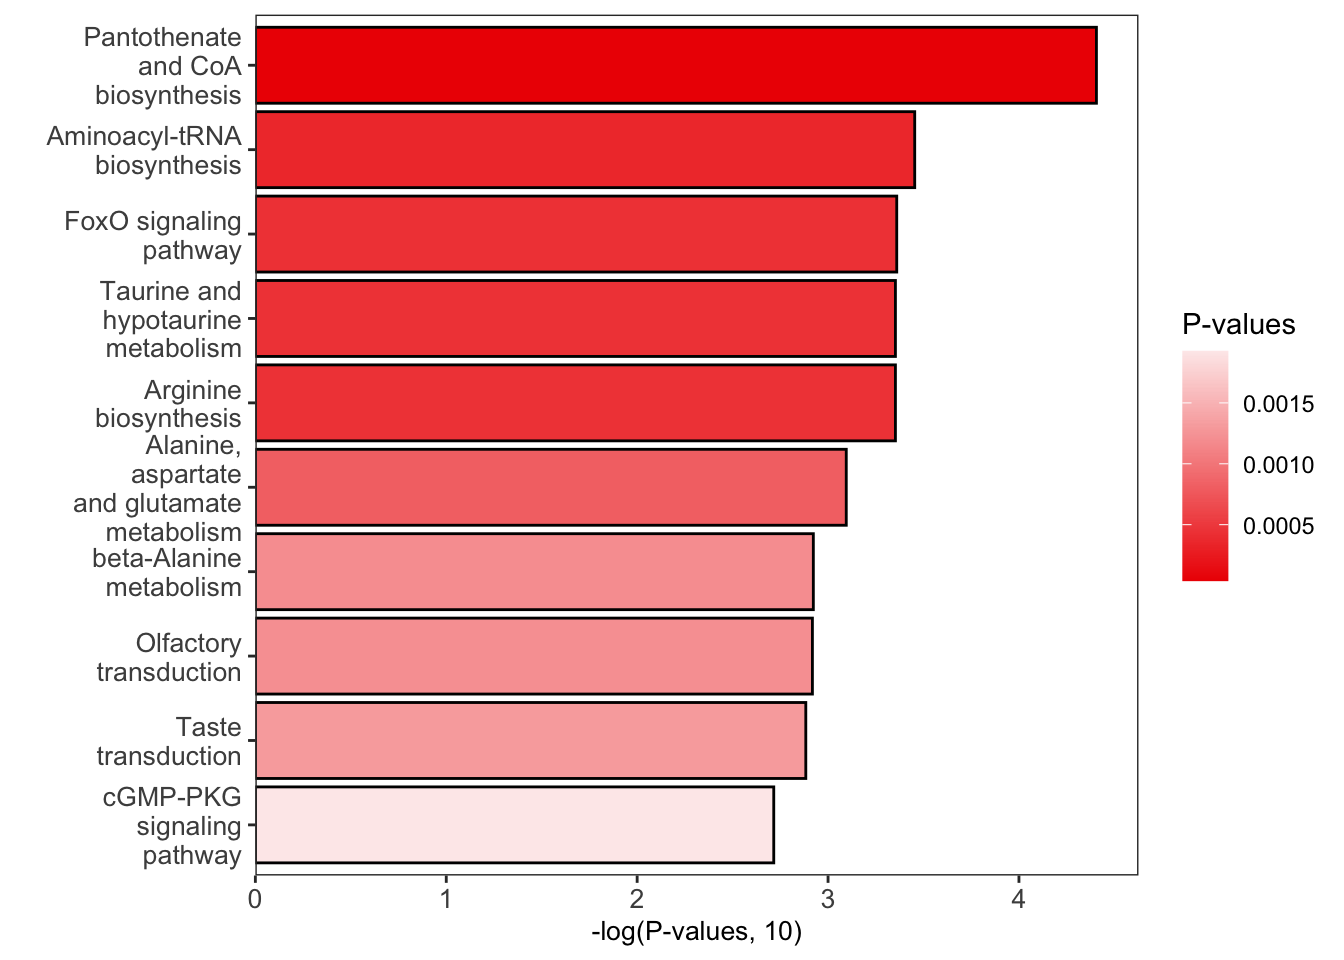 Pantothenate
and CoA
biosynthesis
Aminoacyl-tRNA
biosynthesis
FoxO signaling
pathway
Taurine and
hypotaurine
metabolism
Arginine
biosynthesis
Alanine,
aspartate
and glutamate
metabolism
beta-Alanine
metabolism
Olfactory
transduction
Taste
transduction
cGMP-PKG
signaling
pathway
0 1 2 3 4
-log(P-values, 10)
P-values
0.0015
0.0010
0.0005